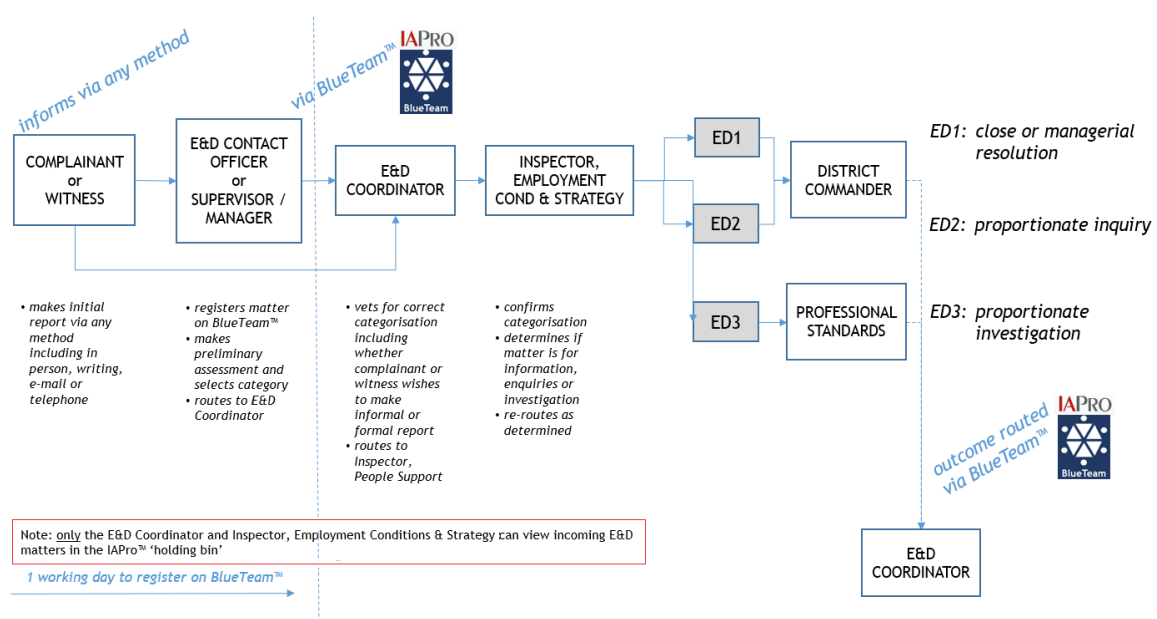 informs via any method
via BlueTeam™
IAPRO
BlueTeam
COMPLAINANT
or
WITNESS
E&D CONTACT
OFFICER
or
SUPERVISOR /
MANAGER
E&D
COORDINATOR
INSPECTOR,
EMPLOYMENT
COND & STRATEGY
ED1
ED2
ED3
DISTRICT
COMMANDER
PROFESSIONAL
STANDARDS
ED1: close or managerial
resolution
ED2: proportionate inquiry
ED3: proportionate
investigation
• makes initial
report via any
method
including in
person, writing,
e-mail or
telephone
• registers matter
on BlueTeam™
• makes
preliminary
assessment and
selects category
• routes to E&D
Coordinator
• vets for correct
categorisation
including
whether
complainant or
witness wishes
to make
informal or
formal report
• routes to
Inspector,
People Support
• confirms
categorisation
• determines if
matter is for
information,
enquiries or
investigation
• re-routes as
determined
outcome routed
via BlueTeam™
IAPRO
BlueTeam
E&D
COORDINATOR
Note: only the E&D Coordinator and Inspector, Employment Conditions & Strategy can view incoming E&D
matters in the IAPro™ ‘holding bin’
1 working day to register on BlueTeam™